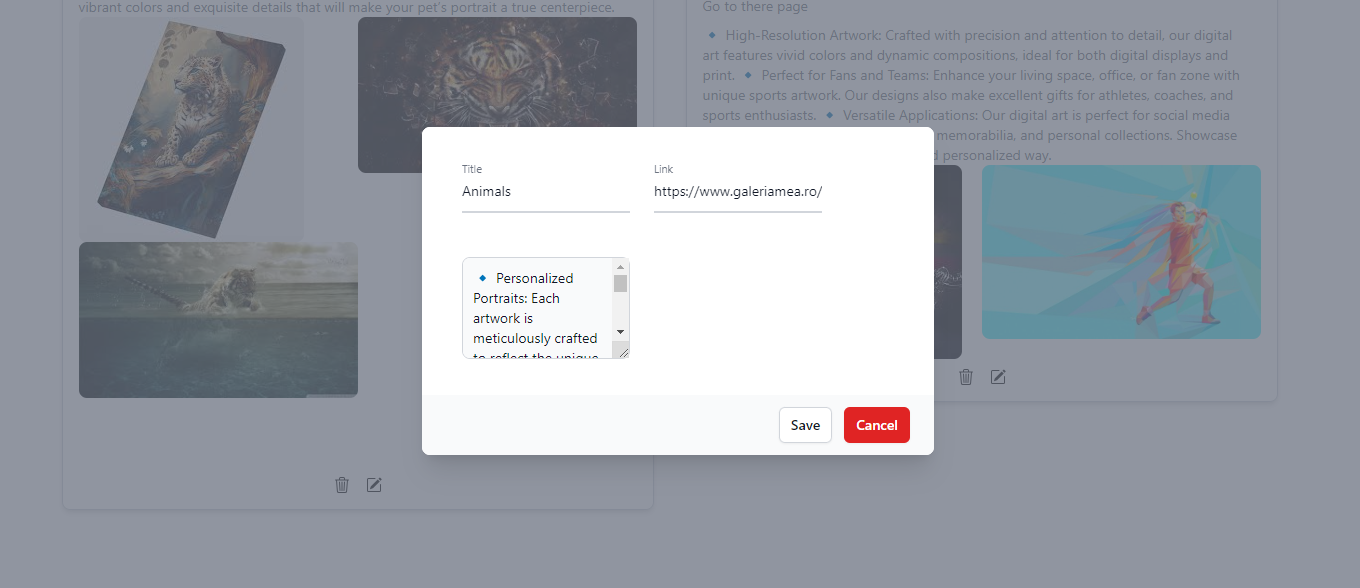 vibrant colors and exquisite details that will make your pet's portrait a true centerpiece.
Go to there page
🔹 High-Resolution Artwork: Crafted with precision and attention to detail, our digital
art features vivid colors and dynamic compositions, ideal for both digital displays and
print. 🔹 Perfect for Fans and Teams: Enhance your living space, office, or fan zone with
unique sports artwork. Our designs also make excellent gifts for athletes, coaches, and
sports enthusiasts. 🔹 Versatile Applications: Our digital art is perfect for social media
memorabilia, and personal collections. Showcase
personalized way.
Title
Animals
Link
https://www.galeriamea.ro/
🔹 Personalized
Portraits: Each
artwork is
meticulously crafted
to reflect the unique
Save
Cancel